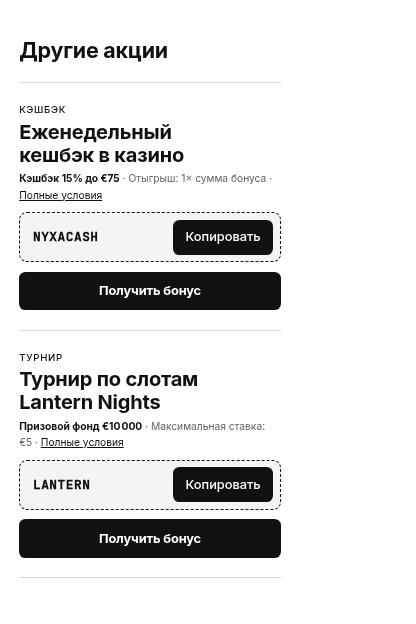 Другие акции
КЭШБЭК
Еженедельный
кешбэк в казино
Кэшбэк 15% до €75 · Отыгрыш: 1× сумма бонуса ·
Полные условия
NYXACASH
Копировать
Получить бонус
ТУРНИР
Турнир по слотам
Lantern Nights
Призовой фонд €10 000 · Максимальная ставка:
€5 · Полные условия
LANTERN
Копировать
Получить бонус